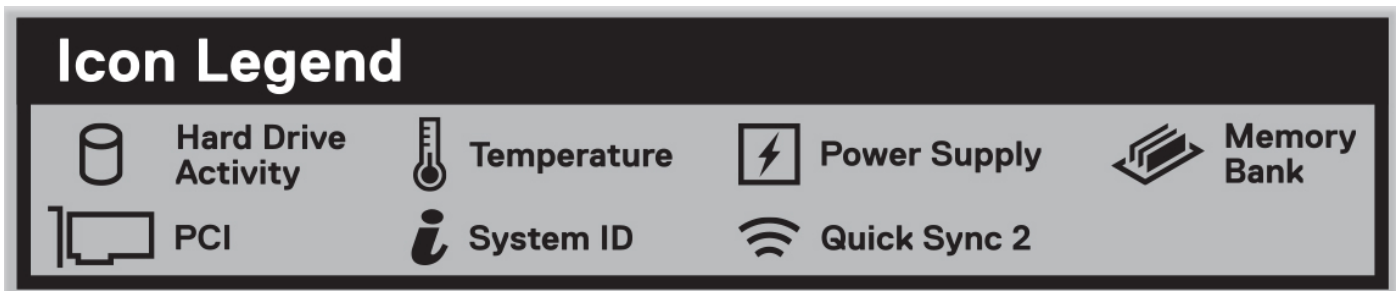 Icon Legend
Hard Drive
Activity
Temperature
Power Supply
Memory
Bank
PCI
System ID
Quick Sync 2